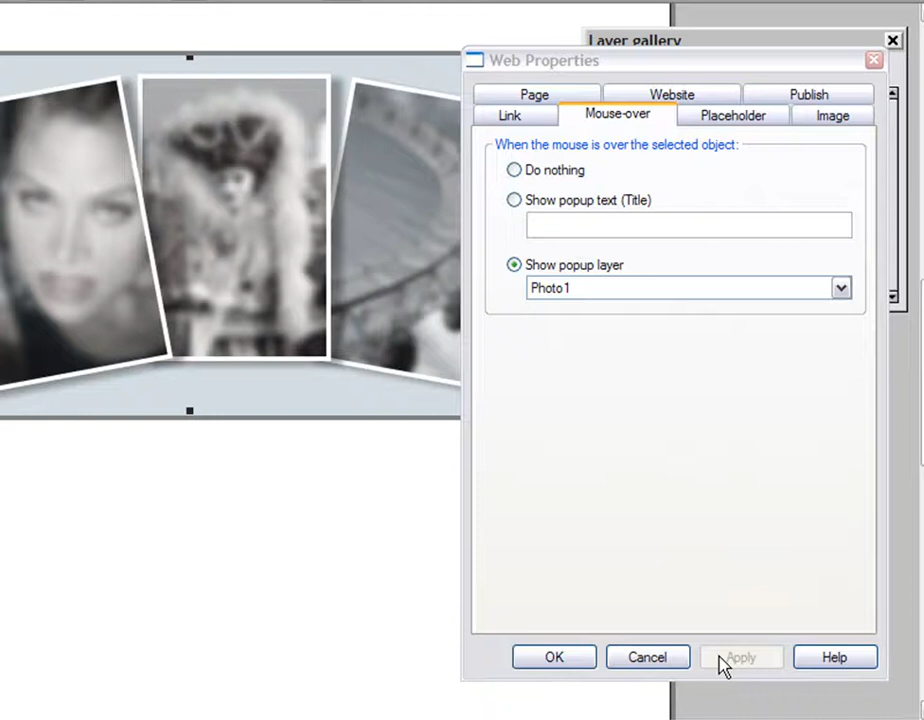 Layer gallery
Web Properties
Page Website Publish
Link Mouse-over Placeholder Image
When the mouse is over the selected object:
Do nothing
Show popup text (Title)
Show popup layer
Photo1
OK Cancel Apply Help